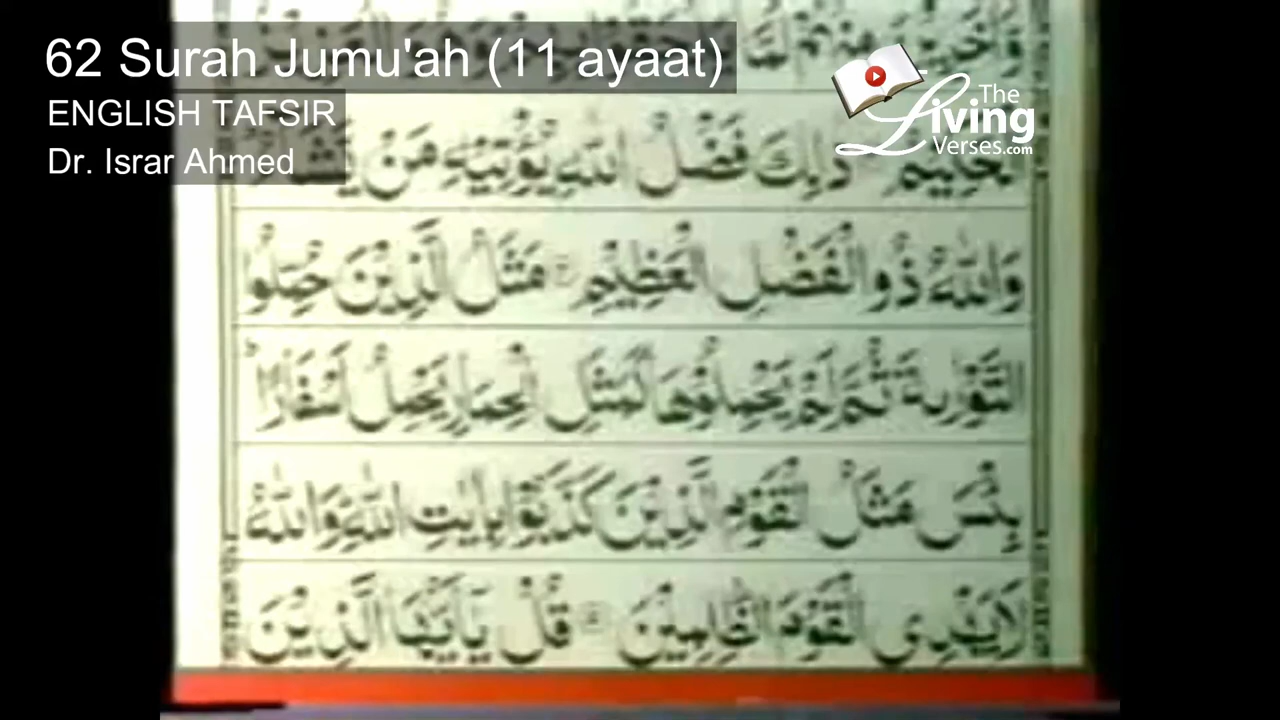 62 Surah Jumu'ah (11 ayaat)
ENGLISH TAFSIR
Dr. Israr Ahmed
The
Living
Verses.com
وَاٰخَرِيْنَ مِنْهُمْ لَمَّا
ذٰلِكَ فَضْلُ اللّٰهِ يُؤْتِيْهِ مَنْ يَّشَآءُ
وَاللّٰهُ ذُو الْفَضْلِ الْعَظِيْمِ ۝ مَثَلُ الَّذِيْنَ حُمِّلُوا
التَّوْرٰىةَ ثُمَّ لَمْ يَحْمِلُوْهَا كَمَثَلِ الْحِمَارِ يَحْمِلُ اَسْفَارًا
بِئْسَ مَثَلُ الْقَوْمِ الَّذِيْنَ كَذَّبُوْا بِاٰيٰتِ اللّٰهِ وَاللّٰهُ
لَا يَهْدِى الْقَوْمَ الظّٰلِمِيْنَ ۝ قُلْ يٰٓاَيُّهَا الَّذِيْنَ